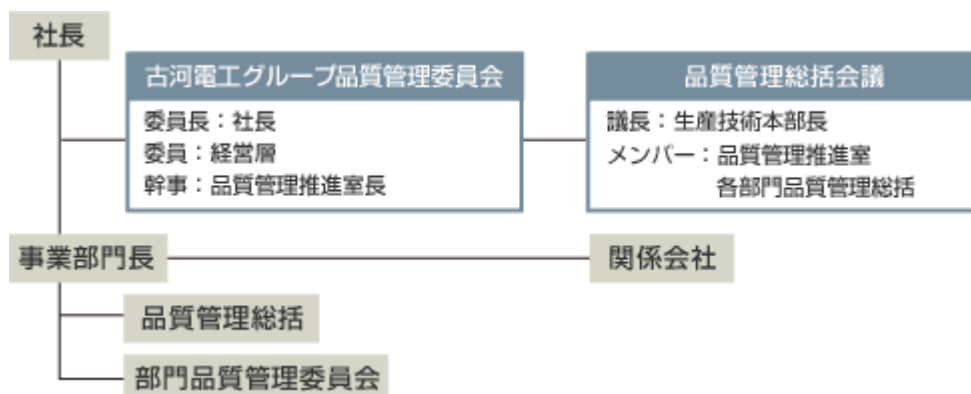 社長
古河電工グループ品質管理委員会
委員長：社長
委員：経営層
幹事：品質管理推進室長
品質管理総括会議
議長：生産技術本部長
メンバー：品質管理推進室
各部門品質管理総括
事業部門長
関係会社
品質管理総括
部門品質管理委員会